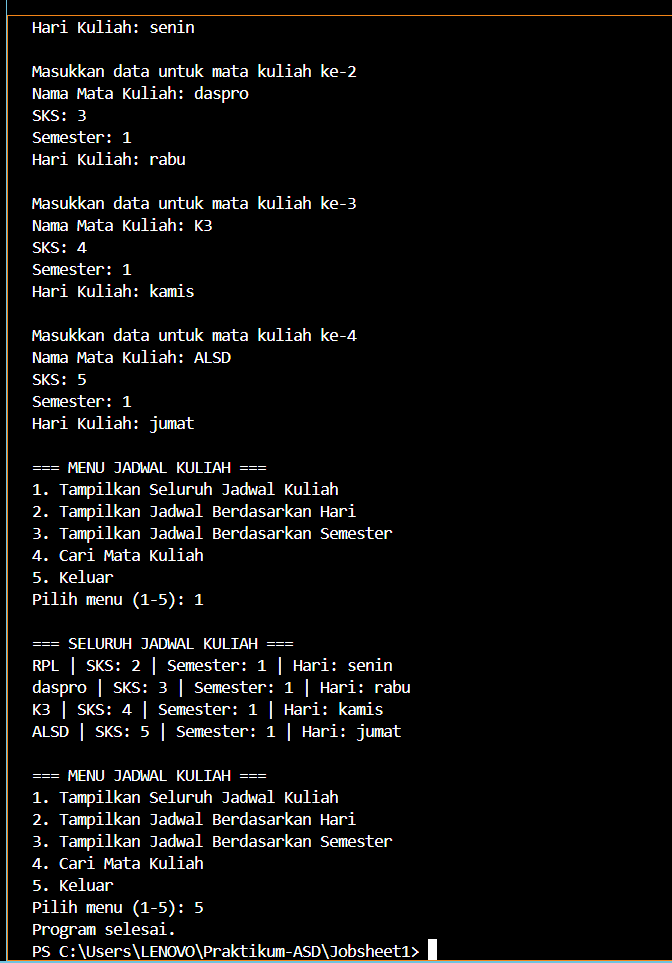 Hari Kuliah: senin
Masukkan data untuk mata kuliah ke-2
Nama Mata Kuliah: daspro
SKS: 3
Semester: 1
Hari Kuliah: rabu
Masukkan data untuk mata kuliah ke-3
Nama Mata Kuliah: K3
SKS: 4
Semester: 1
Hari Kuliah: kamis
Masukkan data untuk mata kuliah ke-4
Nama Mata Kuliah: ALSD
SKS: 5
Semester: 1
Hari Kuliah: jumat
=== MENU JADWAL KULIAH ===
1. Tampilkan Seluruh Jadwal Kuliah
2. Tampilkan Jadwal Berdasarkan Hari
3. Tampilkan Jadwal Berdasarkan Semester
4. Cari Mata Kuliah
5. Keluar
Pilih menu (1-5): 1
=== SELURUH JADWAL KULIAH ===
RPL | SKS: 2 | Semester: 1 | Hari: senin
daspro | SKS: 3 | Semester: 1 | Hari: rabu
K3 | SKS: 4 | Semester: 1 | Hari: kamis
ALSD | SKS: 5 | Semester: 1 | Hari: jumat
=== MENU JADWAL KULIAH ===
1. Tampilkan Seluruh Jadwal Kuliah
2. Tampilkan Jadwal Berdasarkan Hari
3. Tampilkan Jadwal Berdasarkan Semester
4. Cari Mata Kuliah
5. Keluar
Pilih menu (1-5): 5
Program selesai.
PS C:\Users\LENOVO\Praktikum-ASD\Jobsheet1>